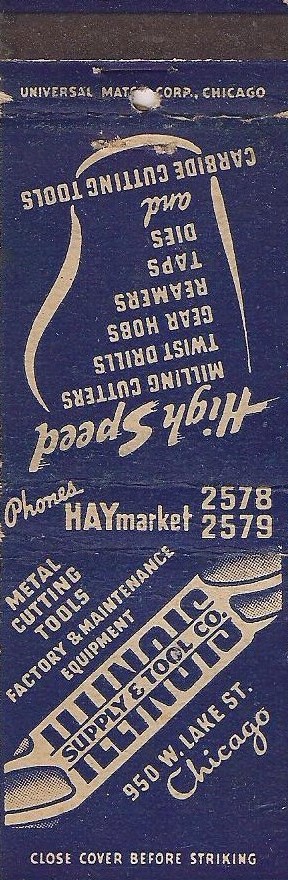 UNIVERSAL MATCH CORP., CHICAGO
High Speed
MILLING CUTTERS
TWIST DRILLS
GEAR HOBS
REAMERS
TAPS
DIES
and
CARBIDE CUTTING TOOLS
Phones
HAYmarket 2578
2579
METAL
CUTTING
TOOLS
FACTORY & MAINTENANCE
EQUIPMENT
ILLINOIS
SUPPLY & TOOL CO.
ILLINOIS
950 W. LAKE ST.
Chicago
CLOSE COVER BEFORE STRIKING